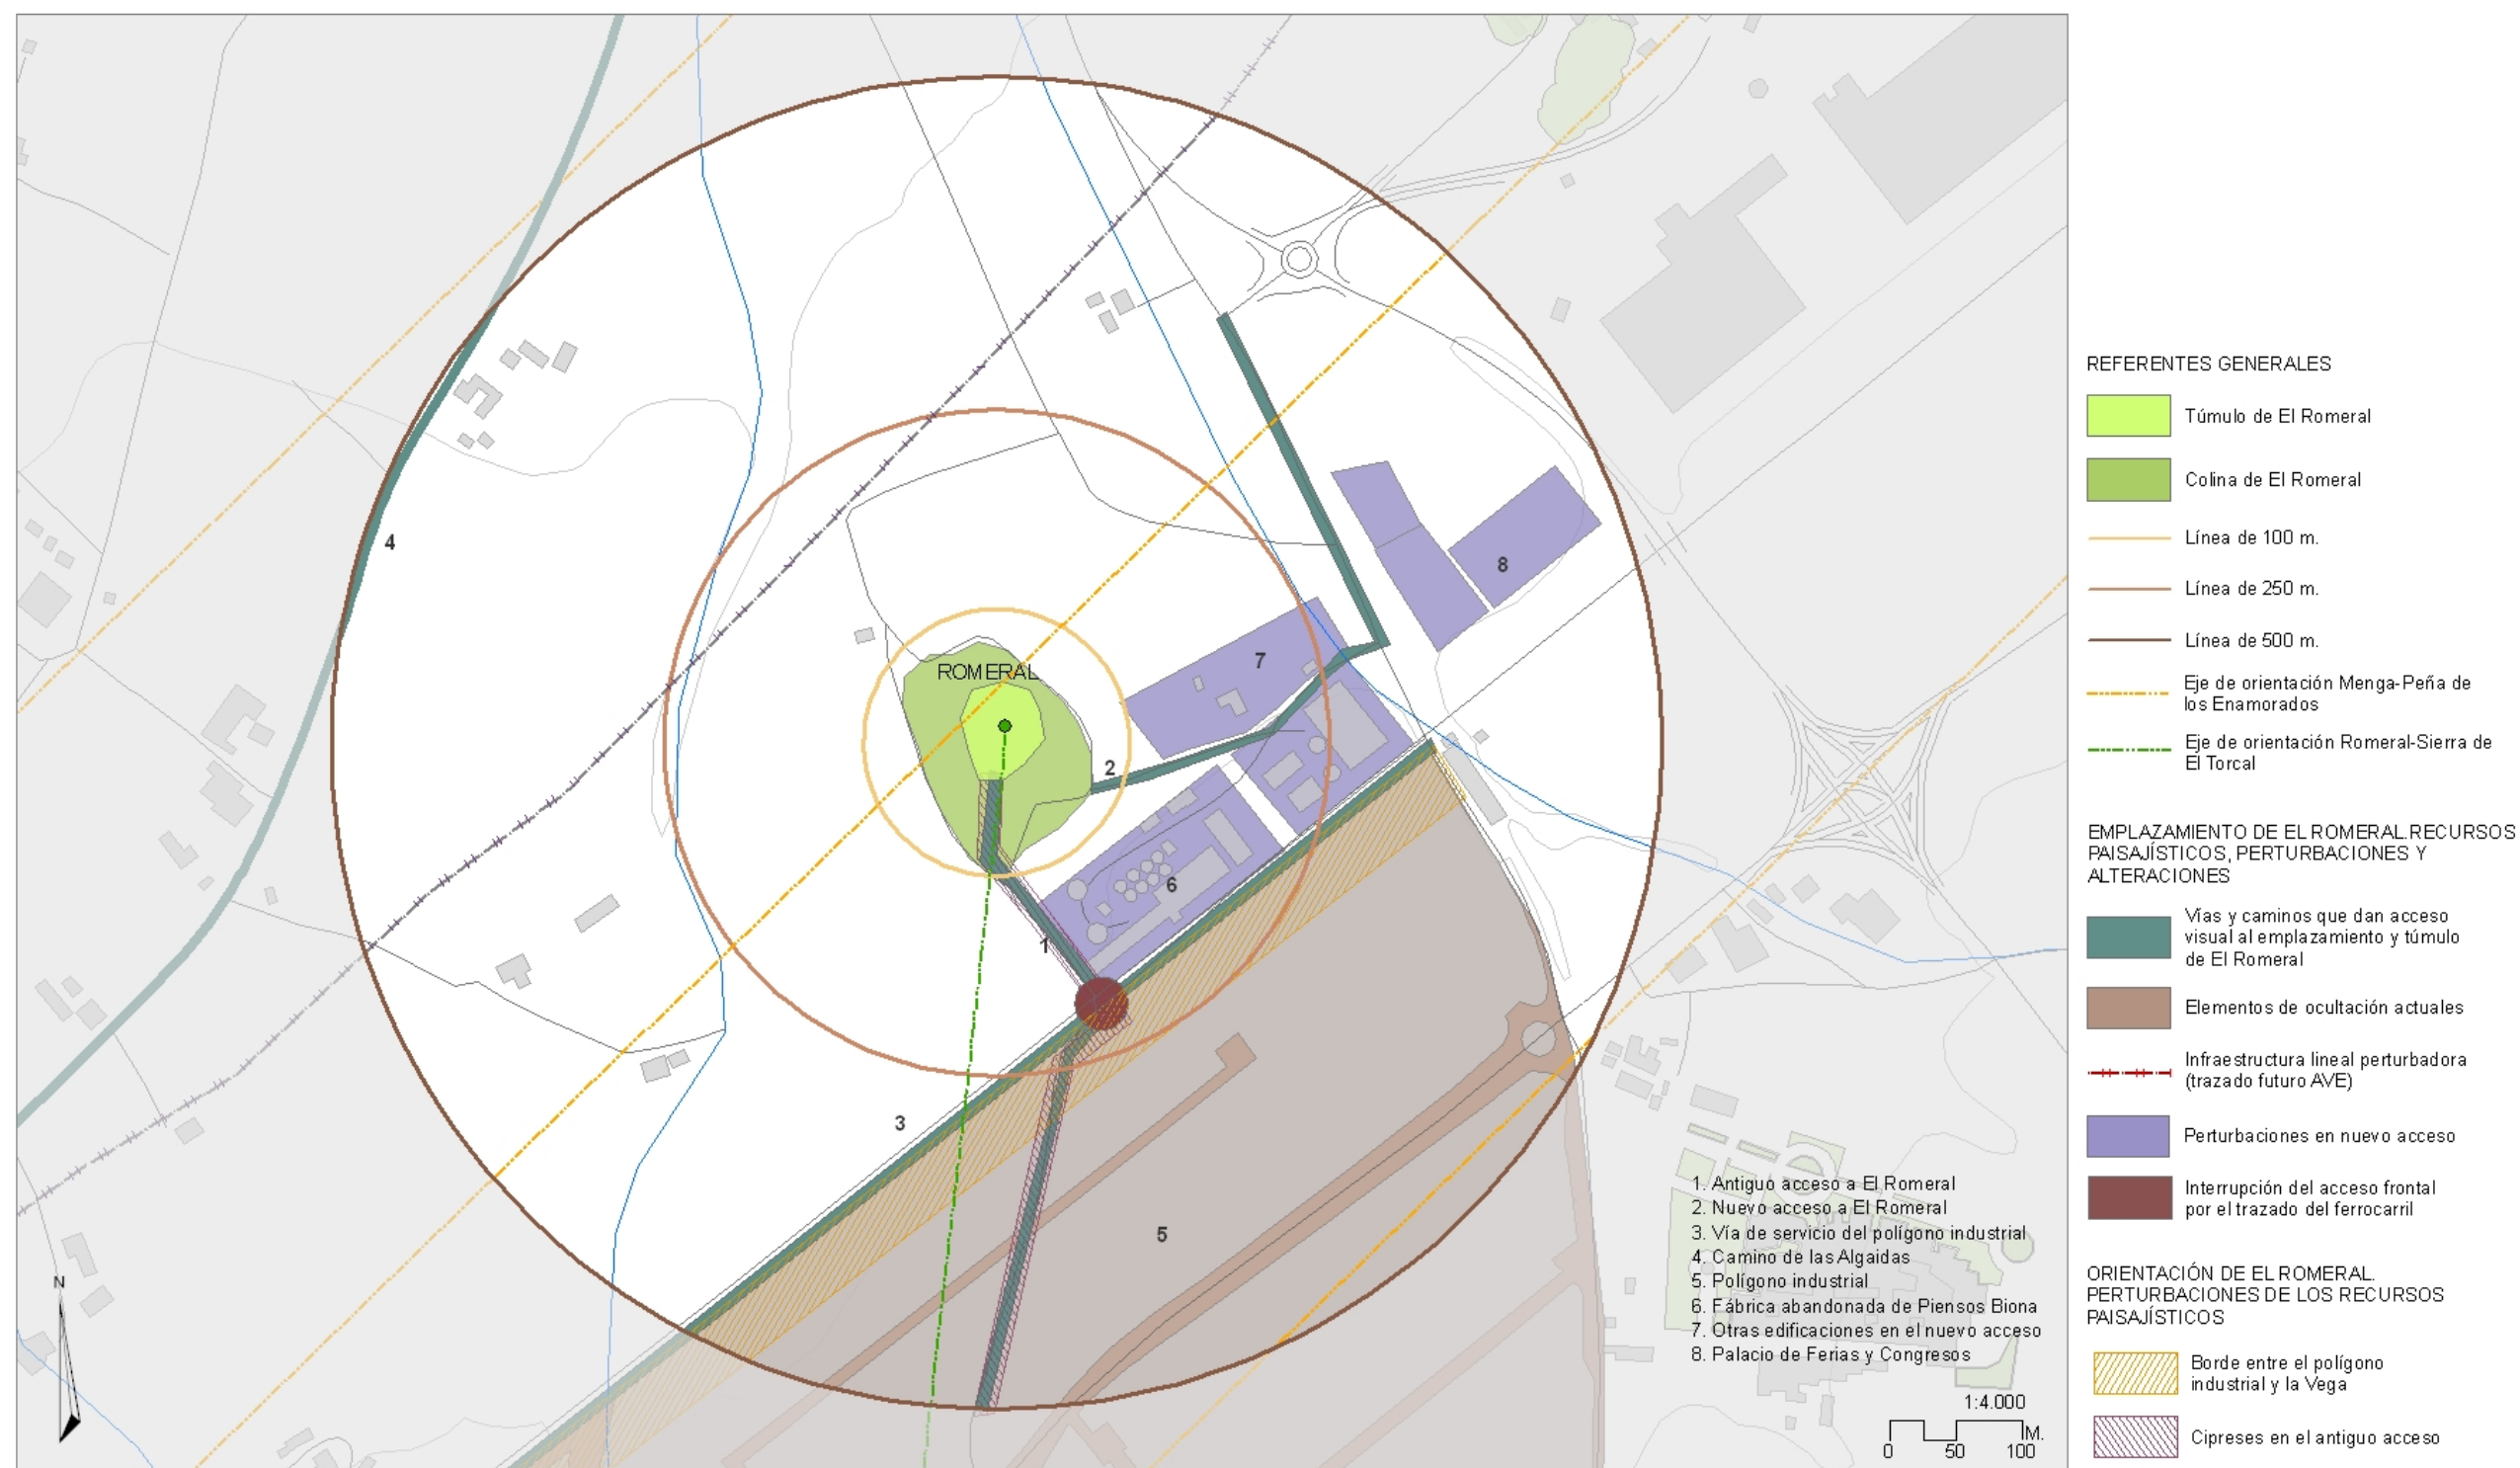 ROMERAL
4
8
7
2
6
1
3
5
N
1. Antiguo acceso a El Romeral
2. Nuevo acceso a El Romeral
3. Vía de servicio del polígono industrial
4. Camino de las Algaidas
5. Polígono industrial
6. Fábrica abandonada de Piensos Biona
7. Otras edificaciones en el nuevo acceso
8. Palacio de Ferias y Congresos
1:4.000
M.
0 50 100
REFERENTES GENERALES
Túmulo de El Romeral
Colina de El Romeral
Línea de 100 m.
Línea de 250 m.
Línea de 500 m.
Eje de orientación Menga-Peña de
los Enamorados
Eje de orientación Romeral-Sierra de
El Torcal
EMPLAZAMIENTO DE EL ROMERAL.RECURSOS
PAISAJÍSTICOS, PERTURBACIONES Y
ALTERACIONES
Vías y caminos que dan acceso
visual al emplazamiento y túmulo
de El Romeral
Elementos de ocultación actuales
Infraestructura lineal perturbadora
(trazado futuro AVE)
Perturbaciones en nuevo acceso
Interrupción del acceso frontal
por el trazado del ferrocarril
ORIENTACIÓN DE EL ROMERAL.
PERTURBACIONES DE LOS RECURSOS
PAISAJÍSTICOS
Borde entre el polígono
industrial y la Vega
Cipreses en el antiguo acceso